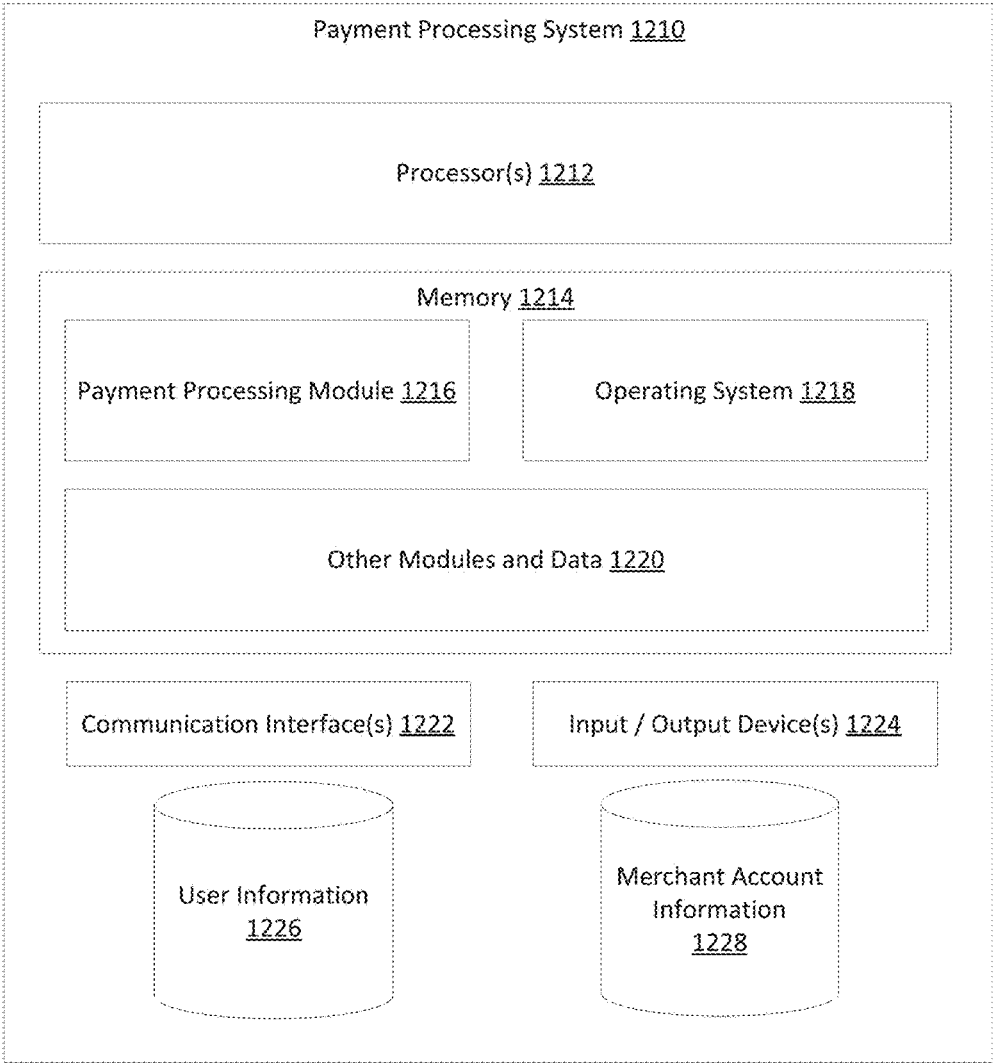 Payment Processing System 1210
Processor(s) 1212
Memory 1214
Payment Processing Module 1216
Operating System 1218
Other Modules and Data 1220
Communication Interface(s) 1222
Input / Output Device(s) 1224
User Information
1226
Merchant Account
Information
1228